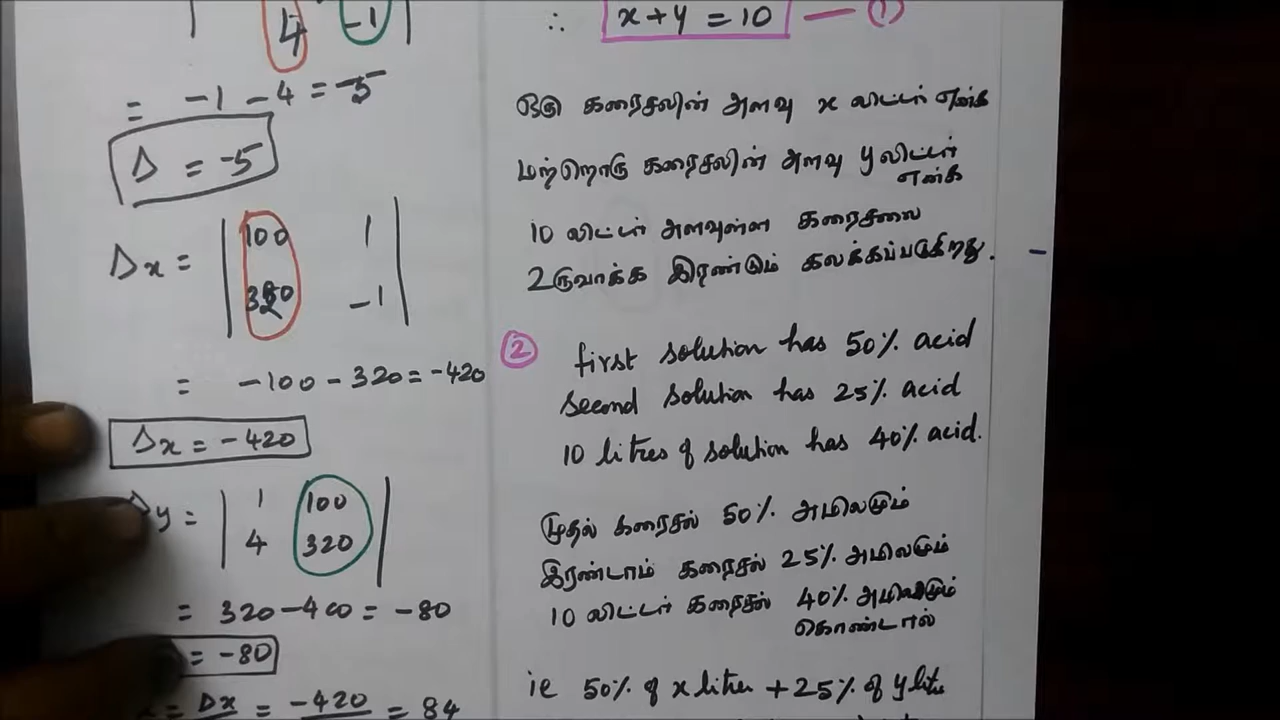 4 -1
= -1 -4 = -5
Δ = -5
Δx = | 100 1 |
| 320 -1 |
= -100 - 320 = -420
Δx = -420
Δy = | 1 100 |
| 4 320 |
= 320 - 400 = -80
= -80
= Δx = -420 = 84
∴ x + y = 10 — (1)
ஒரு கரைசலின் அளவு x லிட்டர் என்க
மற்றொரு கரைசலின் அளவு y லிட்டர்
என்க
10 லிட்டர் அளவுள்ள கரைசலை
உருவாக்க இரண்டும் கலக்கப்படுகிறது.
(2) first solution has 50% acid
second solution has 25% acid
10 litres of solution has 40% acid.
முதல் கரைசல் 50% அமிலமும்
இரண்டாம் கரைசல் 25% அமிலமும்
10 லிட்டர் கரைசல் 40% அமிலமும்
கொண்டால்
ie 50% of x litres + 25% of y